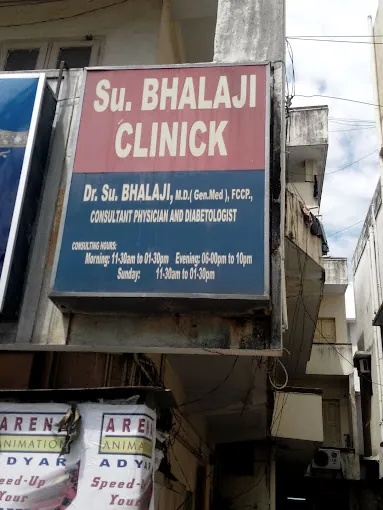 Su. BHALAJI
CLINICK
Dr. Su. BHALAJI, M.D.( Gen.Med ), FCCP.,
CONSULTANT PHYSICIAN AND DIABETOLOGIST
CONSULTING HOURS:
Morning: 11-30am to 01-30pm Evening: 06-00pm to 10pm
Sunday: 11-30am to 01-30pm
AREN
ANIMATION
ADYAR
Speed-Up
Your
AREN
ANIMA
ADYAR
Speed-
Your